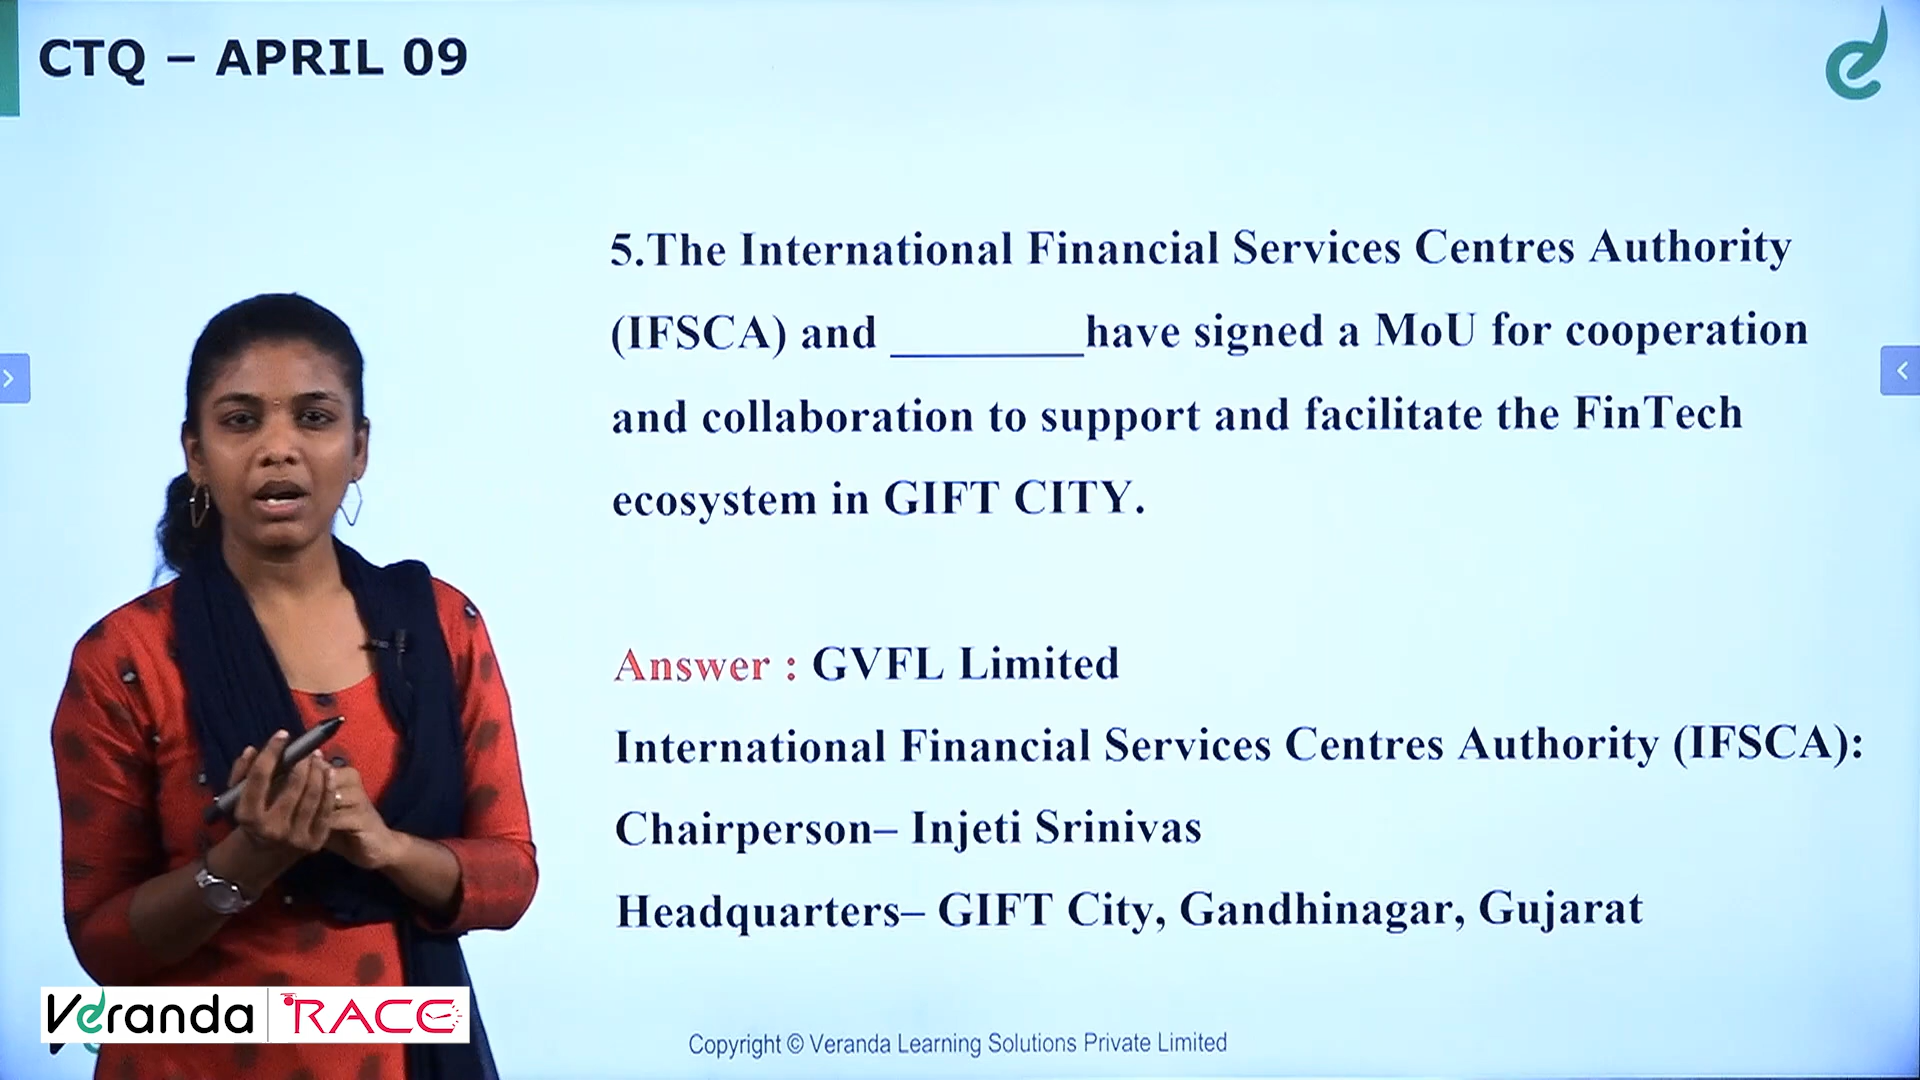 CTQ – APRIL 09
5.The International Financial Services Centres Authority
(IFSCA) and ________have signed a MoU for cooperation
and collaboration to support and facilitate the FinTech
ecosystem in GIFT CITY.
Answer : GVFL Limited
International Financial Services Centres Authority (IFSCA):
Chairperson– Injeti Srinivas
Headquarters– GIFT City, Gandhinagar, Gujarat
Veranda RACE
Copyright © Veranda Learning Solutions Private Limited